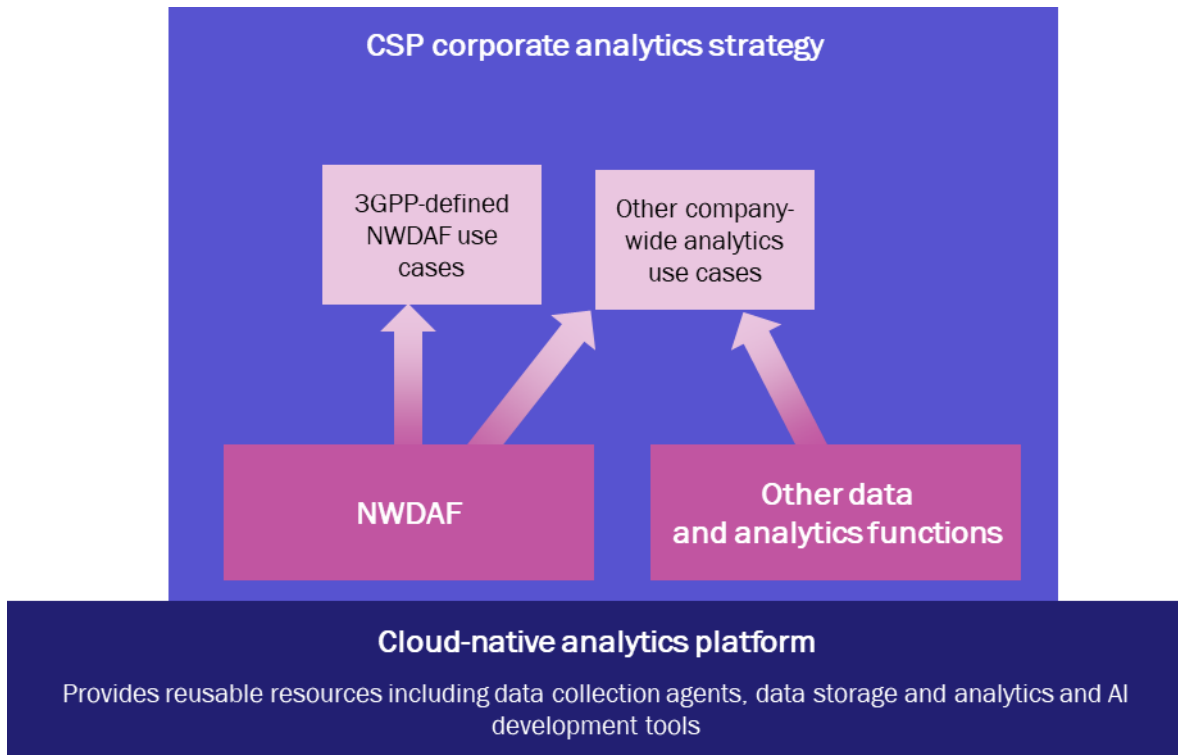 CSP corporate analytics strategy
3GPP-defined
NWDAF use
cases
Other company-
wide analytics
use cases
NWDAF
Other data
and analytics functions
Cloud-native analytics platform
Provides reusable resources including data collection agents, data storage and analytics and AI
development tools